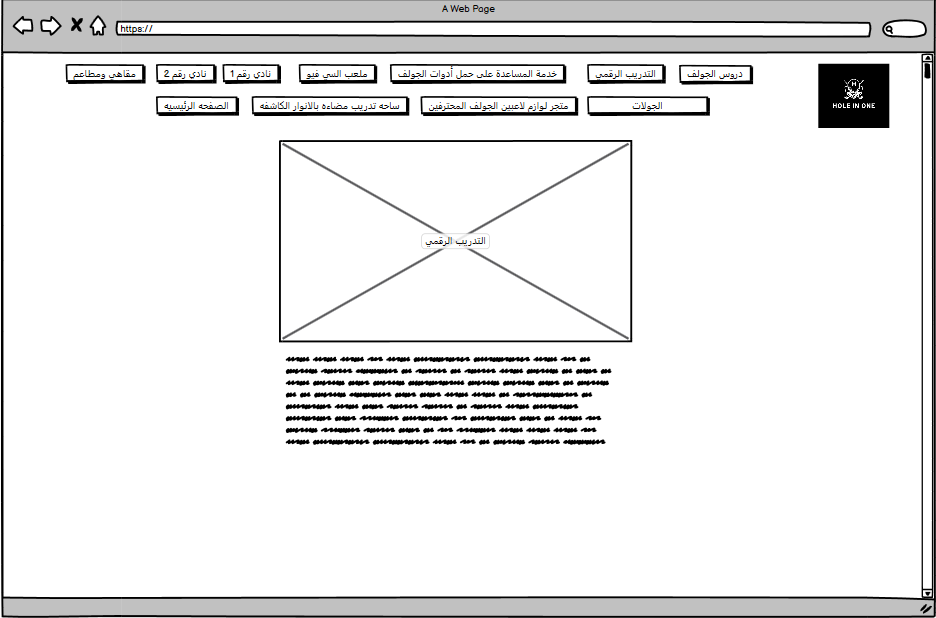 A Web Page
https://
دروس الجولف
التدريب الرقمي
خدمة المساعدة على حمل أدوات الجولف
ملعب السي فيو
نادي رقم 1
نادي رقم 2
مقاهي ومطاعم
HOLE IN ONE
الجولات
متجر لوازم لاعبين الجولف المحترفين
ساحه تدريب مضاءه بالانوار الكاشفه
الصفحه الرئيسيه
التدريب الرقمي